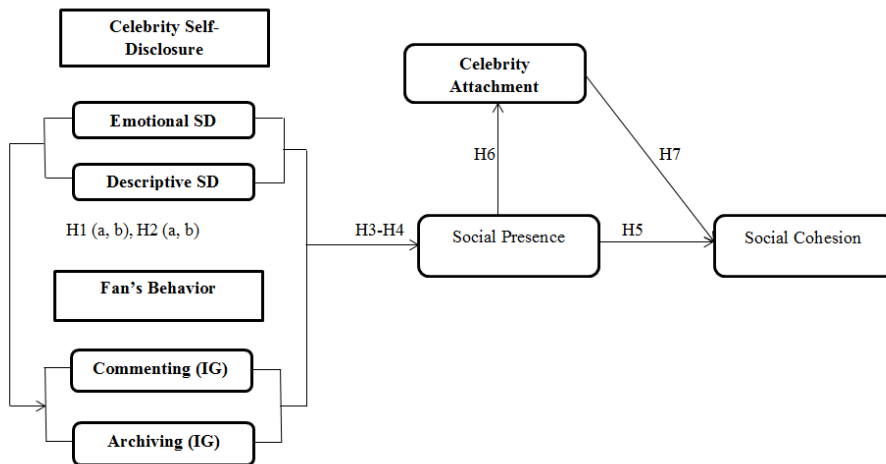 Celebrity Self-
Disclosure
Emotional SD
Descriptive SD
H1 (a, b), H2 (a, b)
Fan’s Behavior
Commenting (IG)
Archiving (IG)
H3-H4
Celebrity
Attachment
H6
H7
Social Presence
H5
Social Cohesion